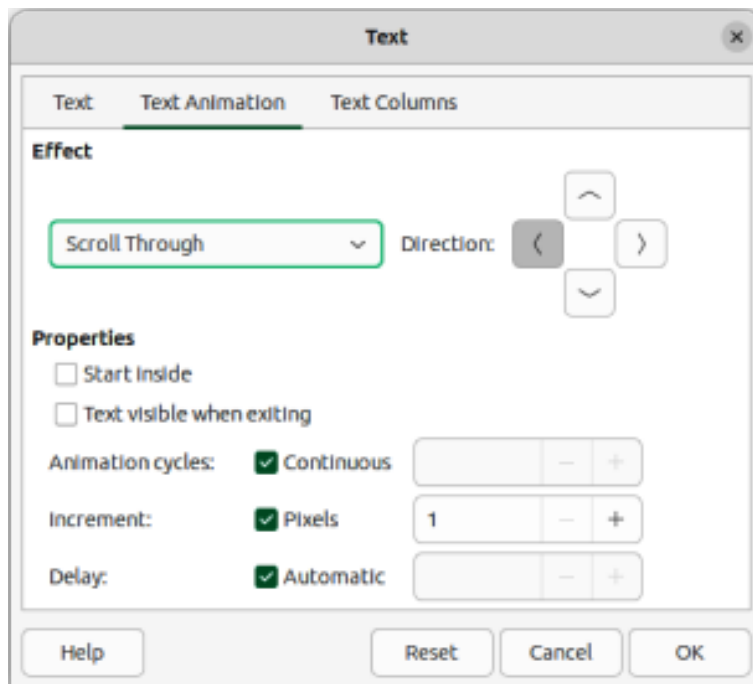 Text
Text Text Animation Text Columns
Effect
Scroll Through Direction:
Properties
Start inside
Text visible when exiting
Animation cycles: Continuous
Increment: Pixels 1
Delay: Automatic
Help Reset Cancel OK